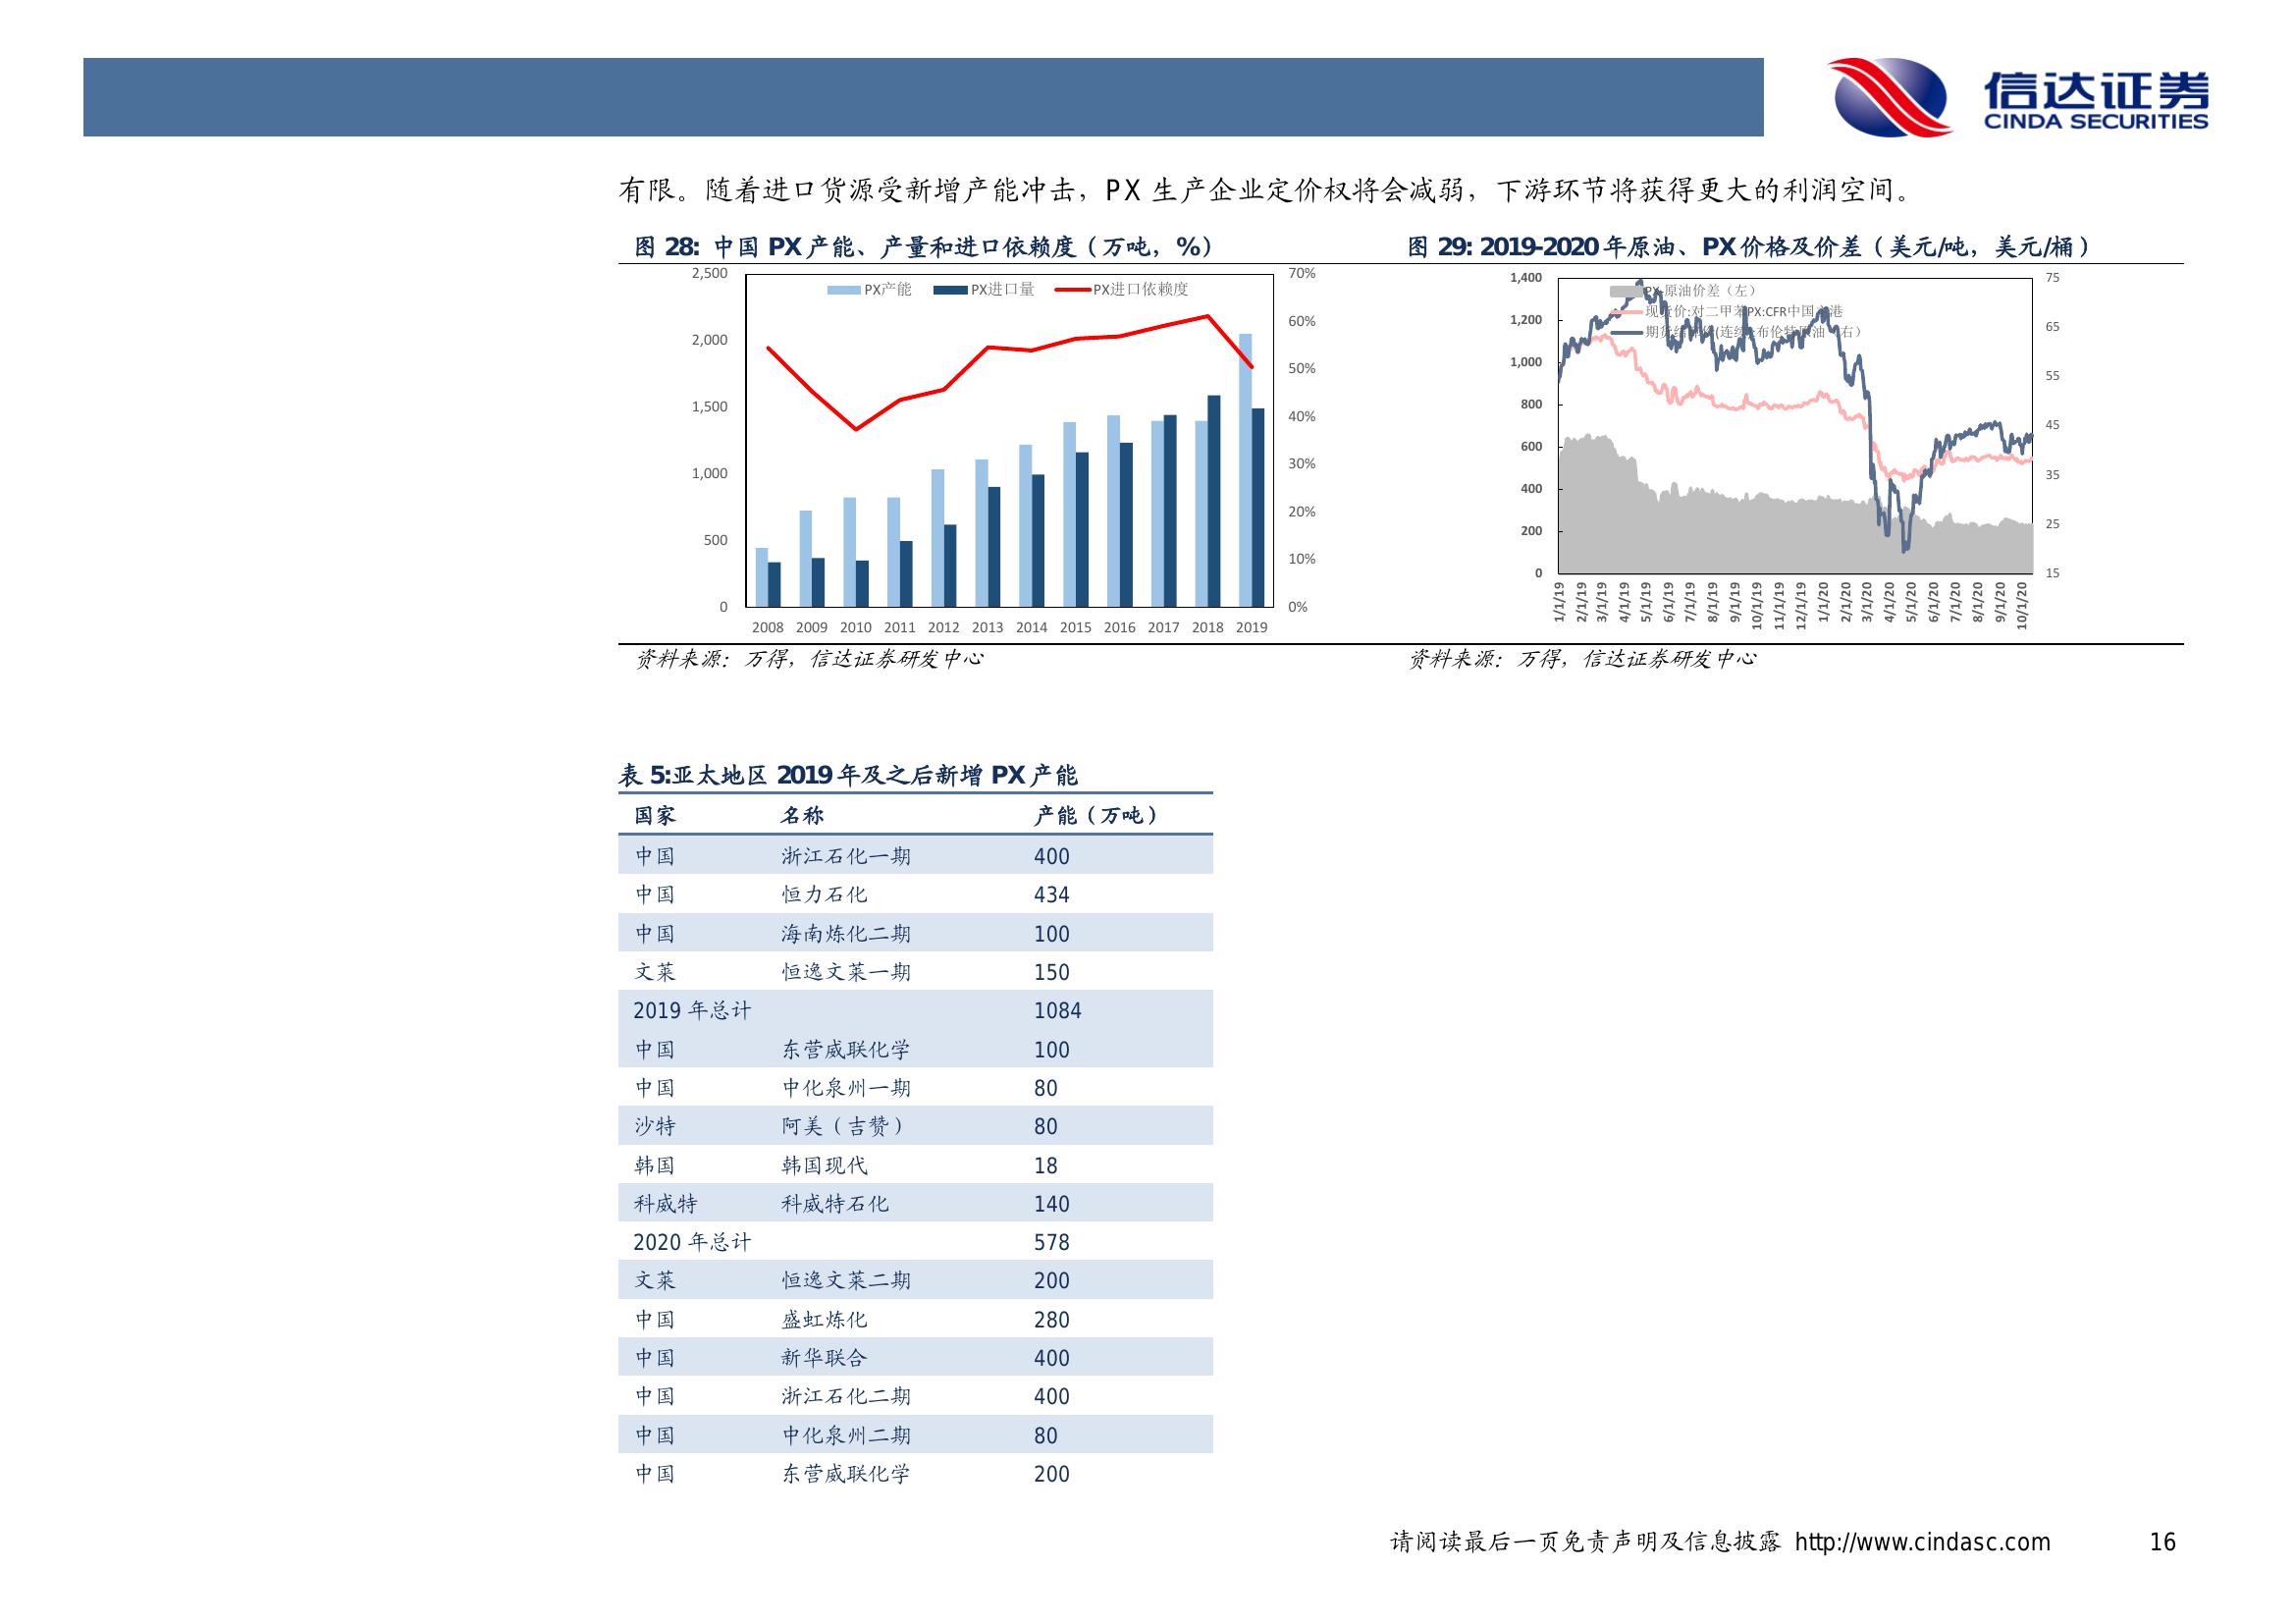 信达证券
CINDA SECURITIES
有限。随着进口货源受新增产能冲击，PX 生产企业定价权将会减弱，下游环节将获得更大的利润空间。
图 28: 中国 PX 产能、产量和进口依赖度（万吨，%）
2,500
2,000
1,500
1,000
500
0
PX产能 PX进口量 PX进口依赖度
70%
60%
50%
40%
30%
20%
10%
0%
2008 2009 2010 2011 2012 2013 2014 2015 2016 2017 2018 2019
资料来源：万得，信达证券研发中心
图 29: 2019-2020 年原油、PX 价格及价差（美元/吨，美元/桶）
1,400
1,200
1,000
800
600
400
200
0
PX-原油价差（左）
现货价:对二甲苯PX:CFR中国 港
期货结算价(连续):布伦特原油（右）
75
65
55
45
35
25
15
1/1/19 2/1/19 3/1/19 4/1/19 5/1/19 6/1/19 7/1/19 8/1/19 9/1/19 10/1/19 11/1/19 12/1/19 1/1/20 2/1/20 3/1/20 4/1/20 5/1/20 6/1/20 7/1/20 8/1/20 9/1/20 10/1/20
资料来源：万得，信达证券研发中心
表 5:亚太地区 2019 年及之后新增 PX 产能
国家 名称 产能（万吨）
中国 浙江石化一期 400
中国 恒力石化 434
中国 海南炼化二期 100
文莱 恒逸文莱一期 150
2019 年总计 1084
中国 东营威联化学 100
中国 中化泉州一期 80
沙特 阿美（吉赞） 80
韩国 韩国现代 18
科威特 科威特石化 140
2020 年总计 578
文莱 恒逸文莱二期 200
中国 盛虹炼化 280
中国 新华联合 400
中国 浙江石化二期 400
中国 中化泉州二期 80
中国 东营威联化学 200
请阅读最后一页免责声明及信息披露 http://www.cindasc.com 16